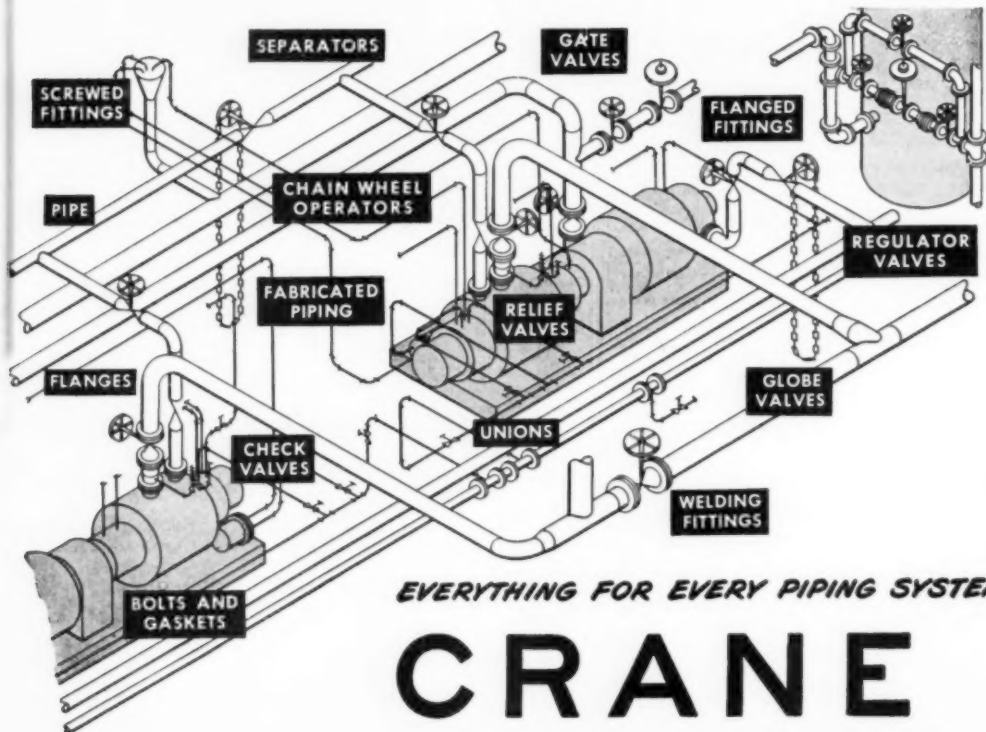 SEPARATORS
GATE
VALVES
SCREWED
FITTINGS
FLANGED
FITTINGS
CHAIN WHEEL
OPERATORS
PIPE
REGULATOR
VALVES
FABRICATED
PIPING
RELIEF
VALVES
FLANGES
GLOBE
VALVES
UNIONS
CHECK
VALVES
WELDING
FITTINGS
BOLTS AND
GASKETS
EVERYTHING FOR EVERY PIPING SYSTEM
CRANE